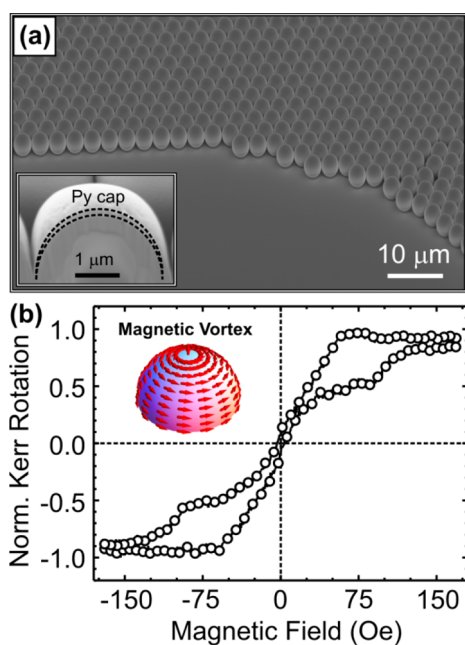 (a)
Py cap
1 μm
10 μm
(b)
Magnetic Vortex
1.0
0.5
0.0
-0.5
-1.0
Norm. Kerr Rotation
-150 -75 0 75 150
Magnetic Field (Oe)